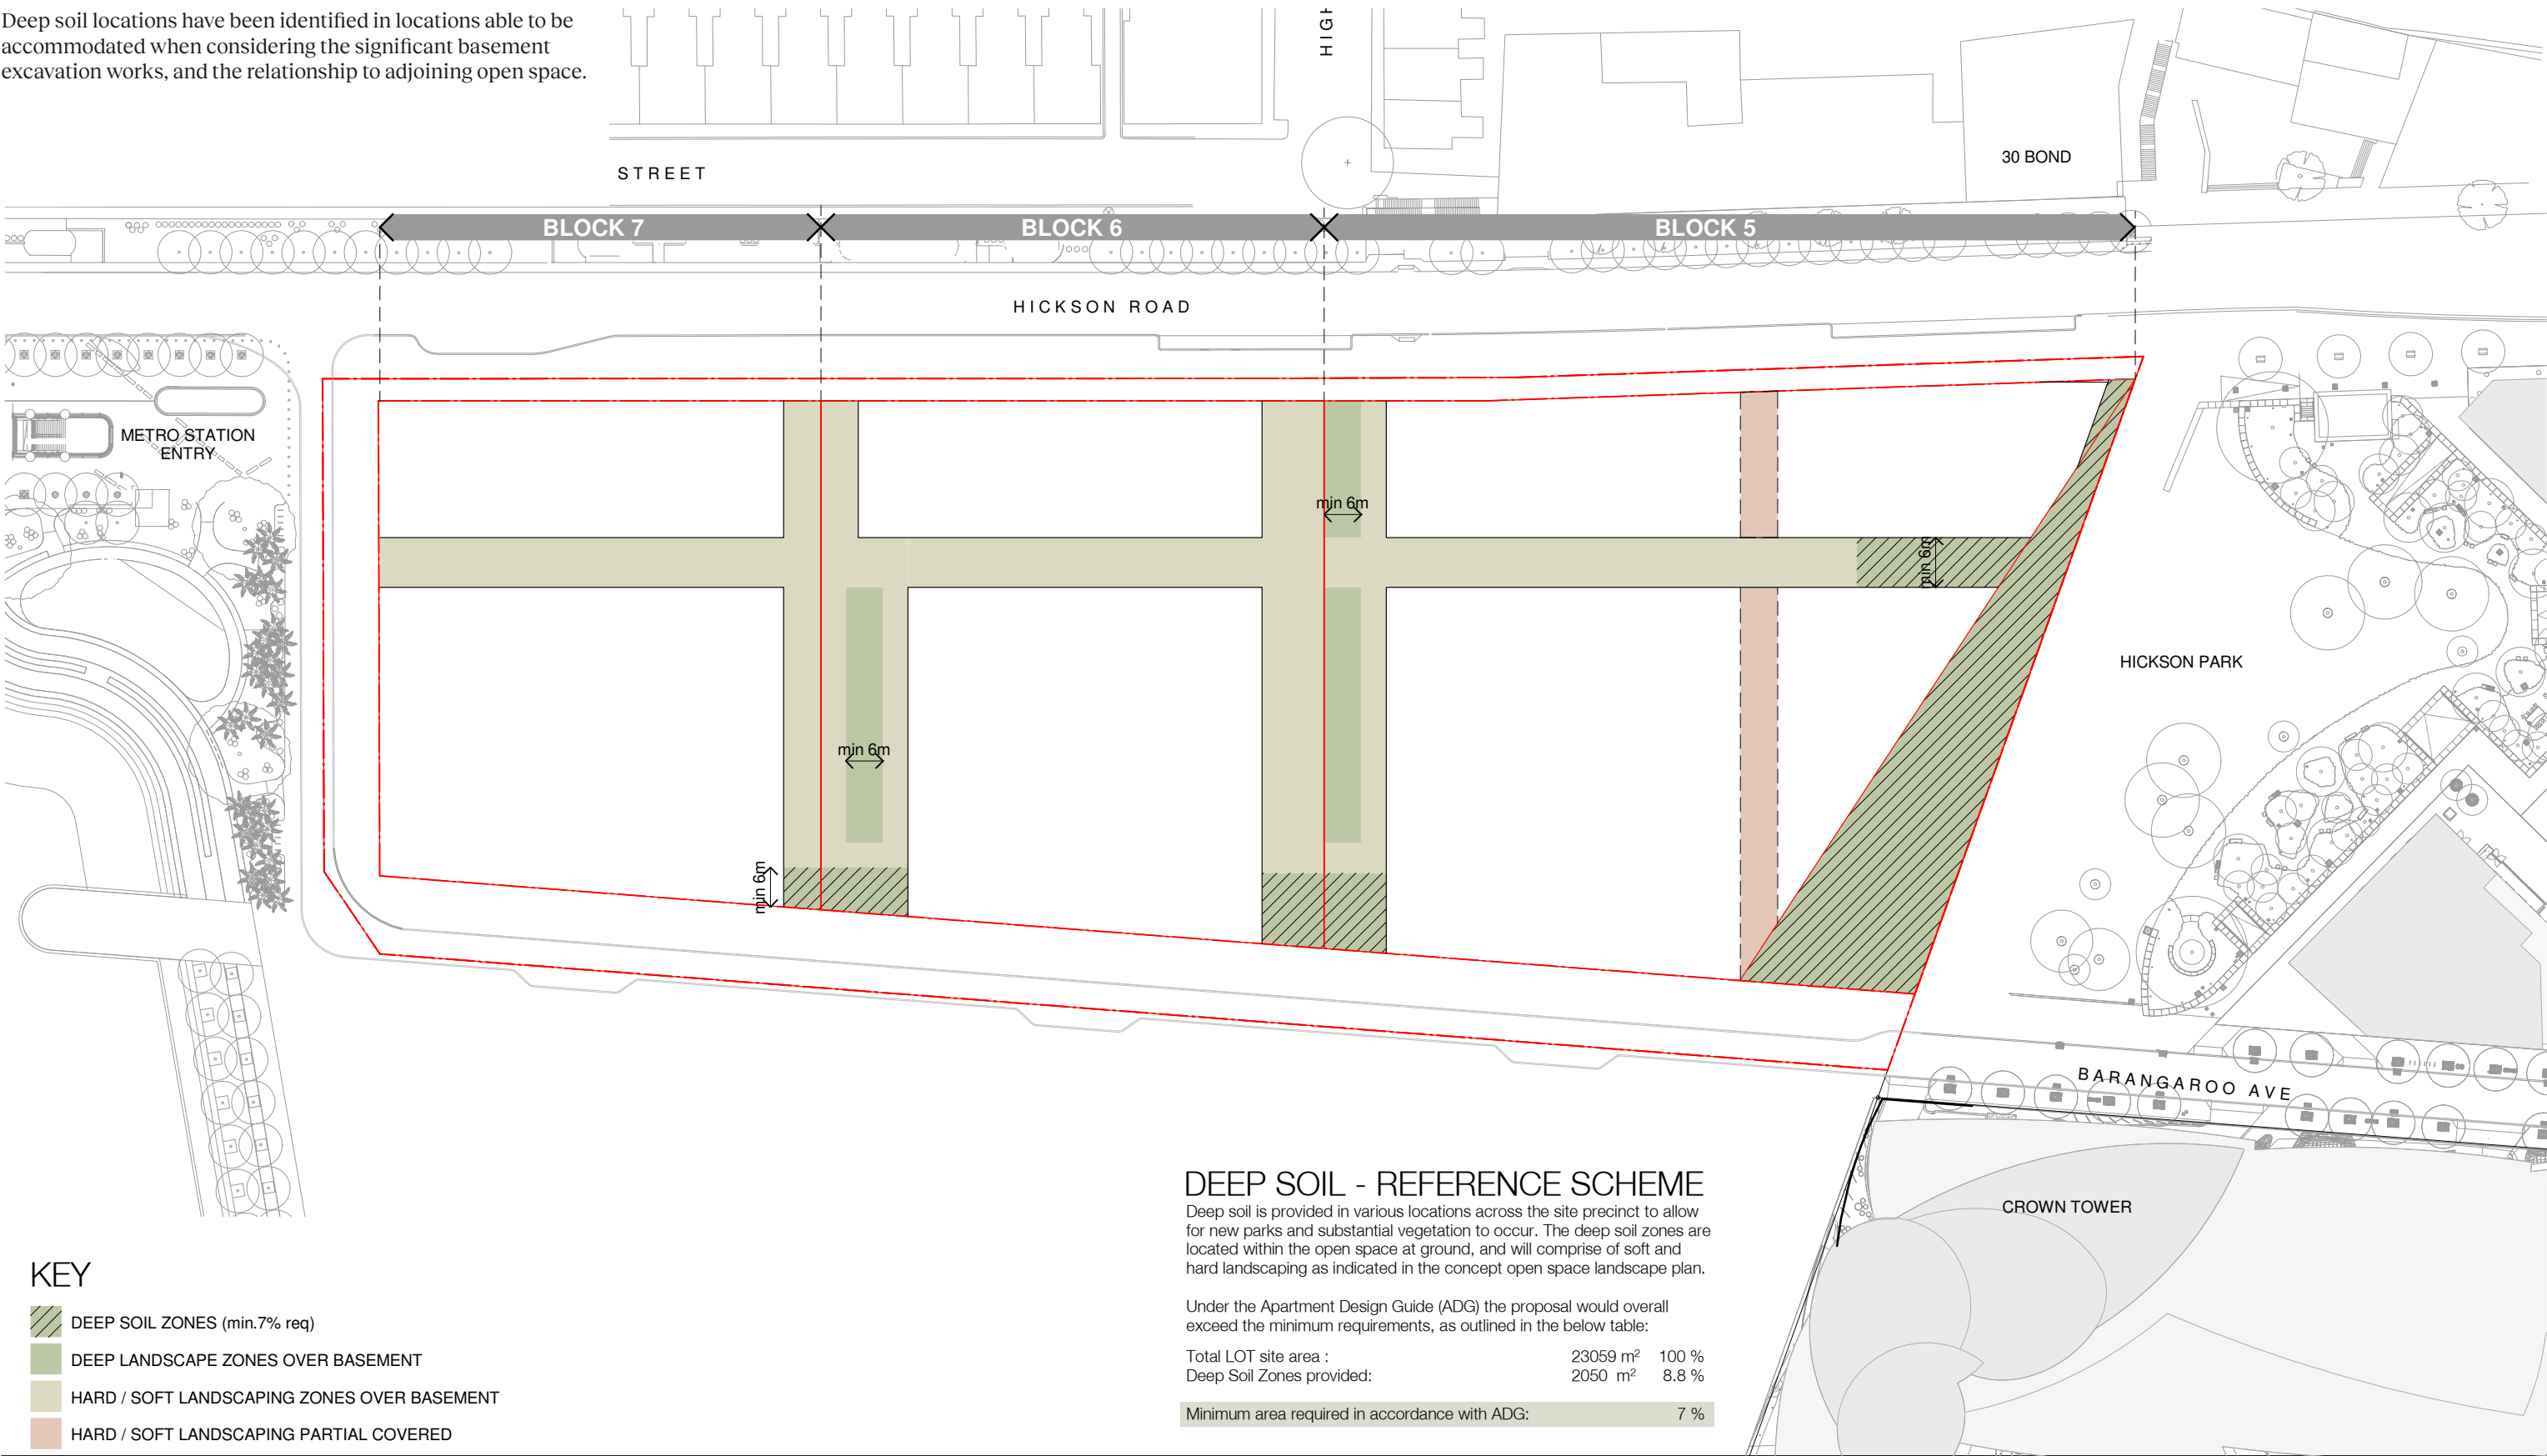 Deep soil locations have been identified in locations able to be
accommodated when considering the significant basement
excavation works, and the relationship to adjoining open space.
HIGH
STREET
30 BOND
BLOCK 7
BLOCK 6
BLOCK 5
HICKSON ROAD
METRO STATION
ENTRY
min 6m
min 6m
HICKSON PARK
min 6m
min 6m
BARANGAROO AVE
CROWN TOWER
DEEP SOIL - REFERENCE SCHEME
Deep soil is provided in various locations across the site precinct to allow
for new parks and substantial vegetation to occur. The deep soil zones are
located within the open space at ground, and will comprise of soft and
hard landscaping as indicated in the concept open space landscape plan.
Under the Apartment Design Guide (ADG) the proposal would overall
exceed the minimum requirements, as outlined in the below table:
Total LOT site area : 23059 m² 100 %
Deep Soil Zones provided: 2050 m² 8.8 %
Minimum area required in accordance with ADG: 7 %
KEY
DEEP SOIL ZONES (min.7% req)
DEEP LANDSCAPE ZONES OVER BASEMENT
HARD / SOFT LANDSCAPING ZONES OVER BASEMENT
HARD / SOFT LANDSCAPING PARTIAL COVERED